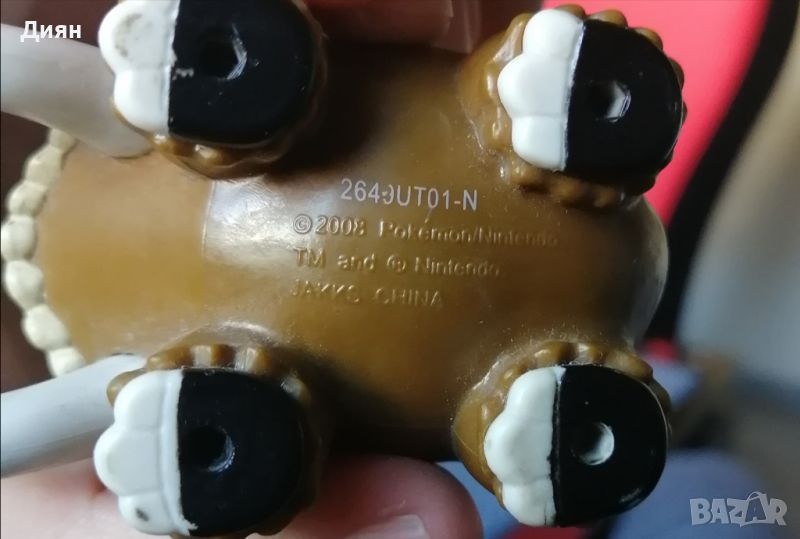 Диян
2649UT01-N
©2008 Pokémon/Nintendo
TM and ® Nintendo
JAKKS CHINA
BAZAR